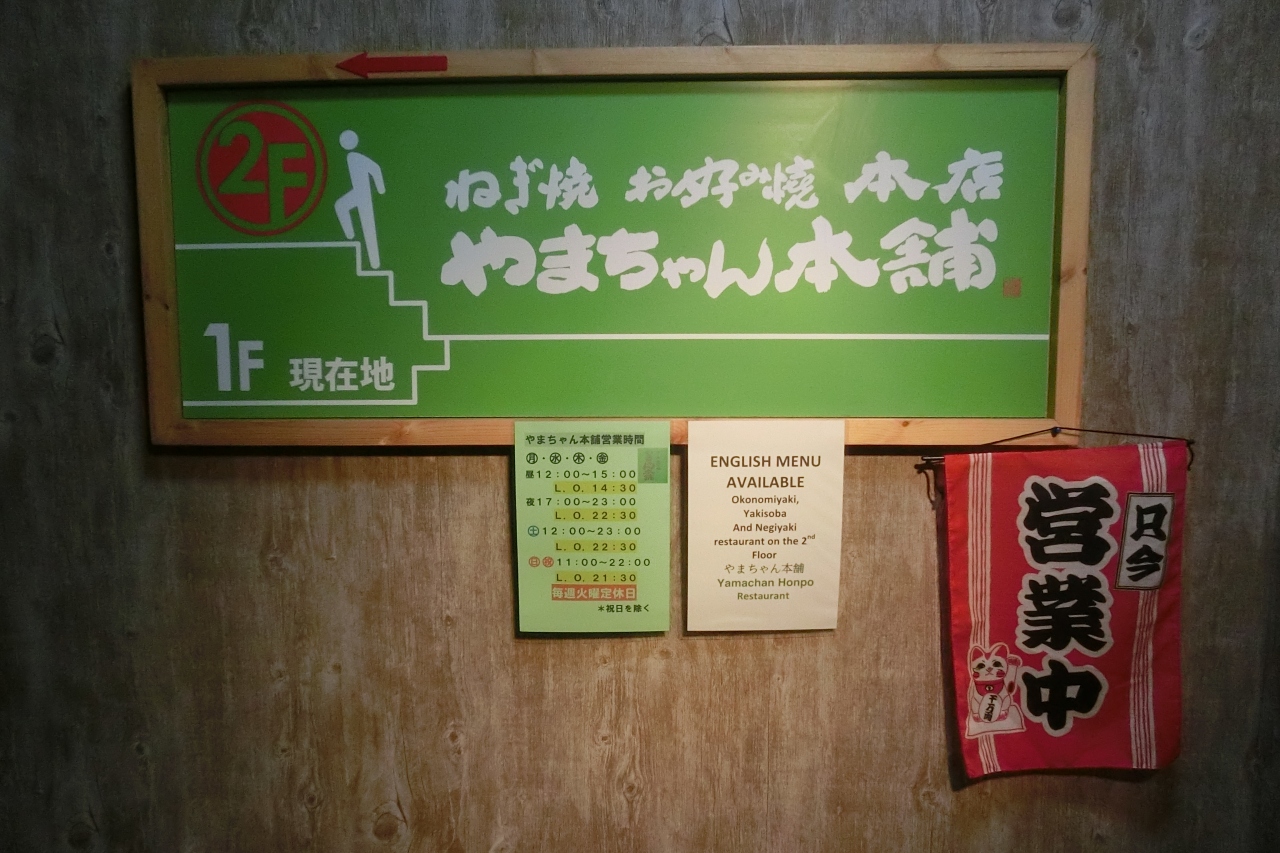 2F
ねぎ焼 お好み焼 本店
やまちゃん本舗
1F 現在地
やまちゃん本舗営業時間
月・水・木・金
昼12:00~15:00
L.O.14:30
夜17:00~23:00
L.O.22:30
土12:00~23:00
L.O.22:30
日祝11:00~22:00
L.O.21:30
毎週火曜定休日
*祝日を除く
ENGLISH MENU
AVAILABLE
Okonomiyaki,
Yakisoba
And Negiyaki
restaurant on the 2nd
Floor
やまちゃん本舗
Yamachan Honpo
Restaurant
只今
営業中
千万両